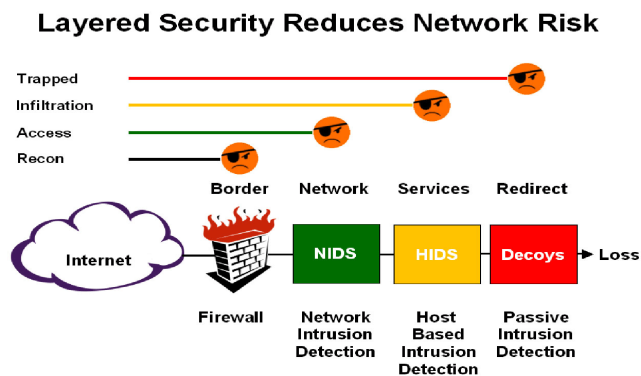 Layered Security Reduces Network Risk
Trapped
Infiltration
Access
Recon
Border Network Services Redirect
Internet NIDS HIDS Decoys Loss
Firewall Network Host Passive
Intrusion Based Intrusion
Detection Intrusion Detection
Detection